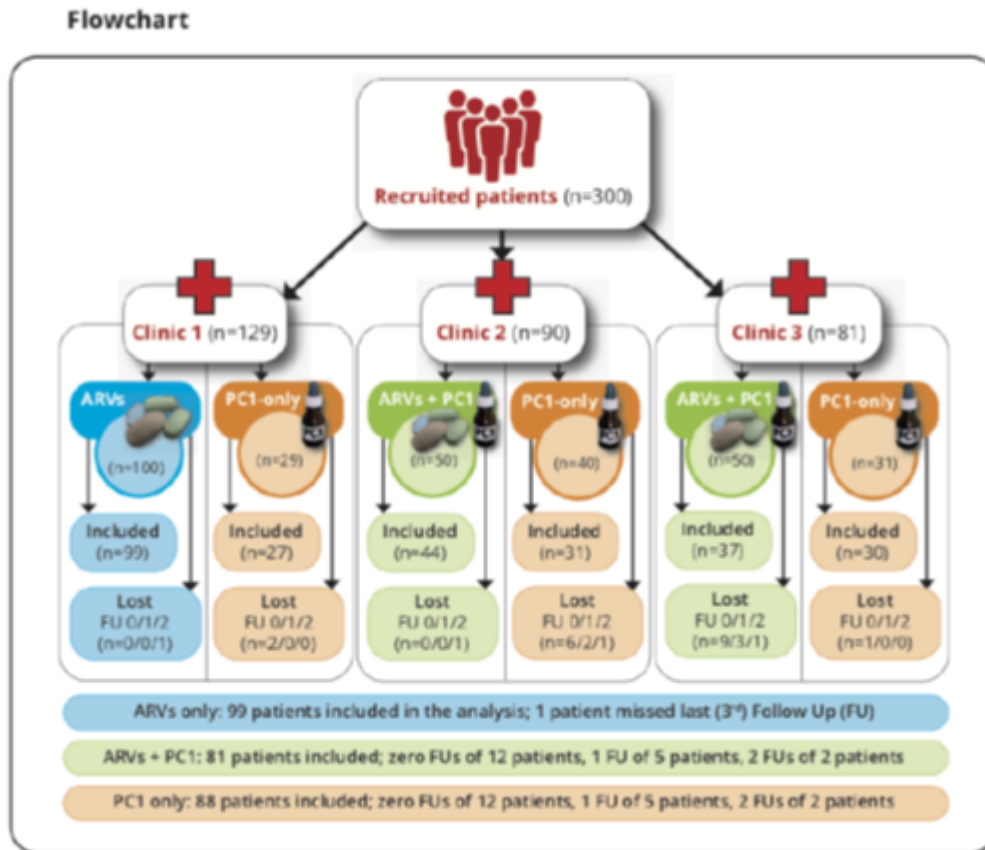 Flowchart
Recruited patients (n=300)
Clinic 1 (n=129)
Clinic 2 (n=90)
Clinic 3 (n=81)
ARVs
PC1-only
ARVs + PC1
PC1-only
ARVs + PC1
PC1-only
PC1
PC1
PC1
PC1
PC1
(n=100)
(n=29)
(n=50)
(n=40)
(n=50)
(n=31)
Included
(n=99)
Included
(n=27)
Included
(n=44)
Included
(n=31)
Included
(n=37)
Included
(n=30)
Lost
FU 0/1/2
(n=0/0/1)
Lost
FU 0/1/2
(n=2/0/0)
Lost
FU 0/1/2
(n=0/0/1)
Lost
FU 0/1/2
(n=6/2/1)
Lost
FU 0/1/2
(n=9/3/1)
Lost
FU 0/1/2
(n=1/0/0)
ARVs only: 99 patients included in the analysis; 1 patient missed last (3rd) Follow Up (FU)
ARVs + PC1: 81 patients included; zero FUs of 12 patients, 1 FU of 5 patients, 2 FUs of 2 patients
PC1 only: 88 patients included; zero FUs of 12 patients, 1 FU of 5 patients, 2 FUs of 2 patients